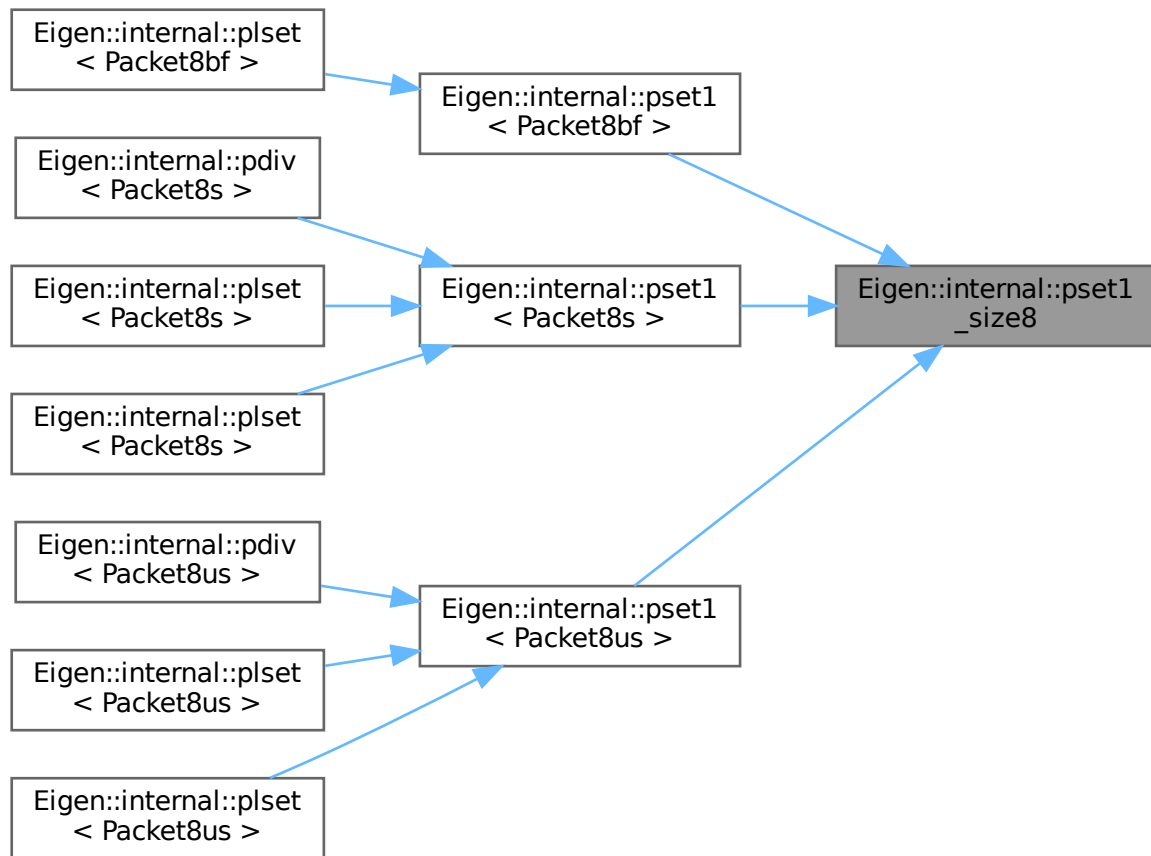 Eigen::internal::plset
< Packet8bf >
Eigen::internal::pset1
< Packet8bf >
Eigen::internal::pdiv
< Packet8s >
Eigen::internal::plset
< Packet8s >
Eigen::internal::pset1
< Packet8s >
Eigen::internal::pset1
_size8
Eigen::internal::plset
< Packet8s >
Eigen::internal::pdiv
< Packet8us >
Eigen::internal::pset1
< Packet8us >
Eigen::internal::plset
< Packet8us >
Eigen::internal::plset
< Packet8us >